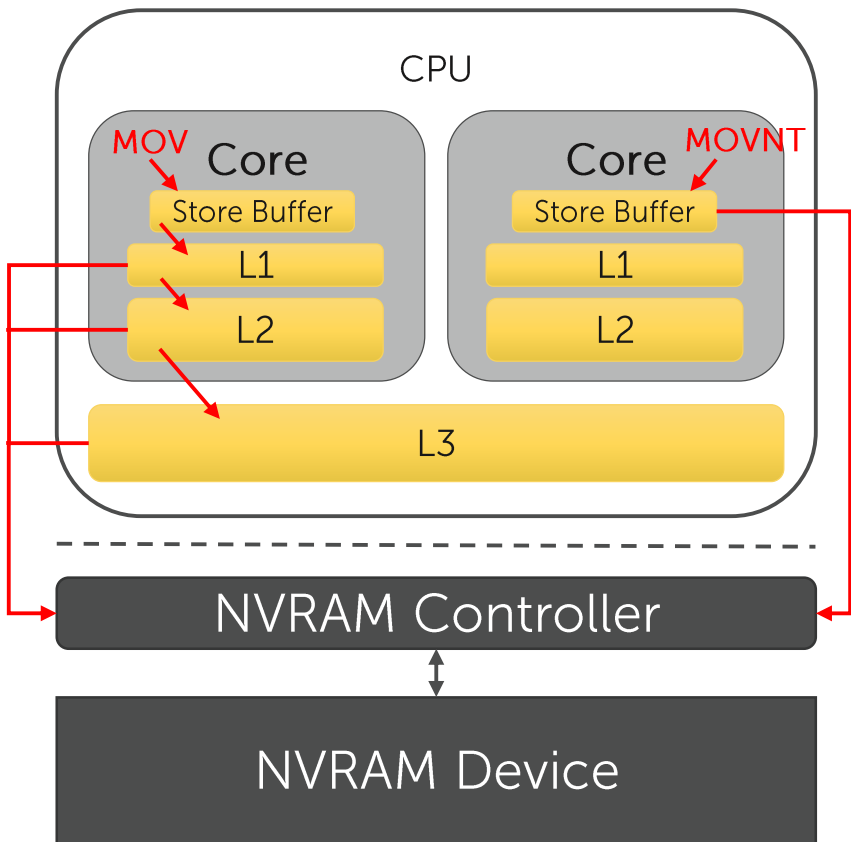 CPU
MOV
Core
Store Buffer
L1
L2
MOVNT
Core
Store Buffer
L1
L2
L3
NVRAM Controller
NVRAM Device